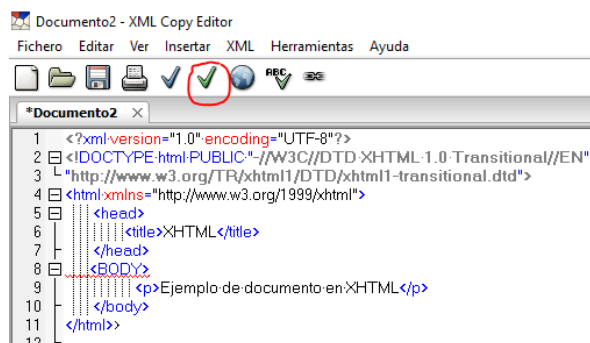 Documento2 - XML Copy Editor
Fichero Editar Ver Insertar XML Herramientas Ayuda
ABC
*Documento2
1 <?xml version="1.0" encoding="UTF-8"?>
2 <!DOCTYPE html PUBLIC "-//W3C//DTD XHTML 1.0 Transitional//EN"
3 "http://www.w3.org/TR/xhtml1/DTD/xhtml1-transitional.dtd">
4 <html xmlns="http://www.w3.org/1999/xhtml">
5 <head>
6 <title>XHTML</title>
7 </head>
8 <BODY>
9 <p>Ejemplo de documento en XHTML</p>
10 </body>
11 </html>>
12